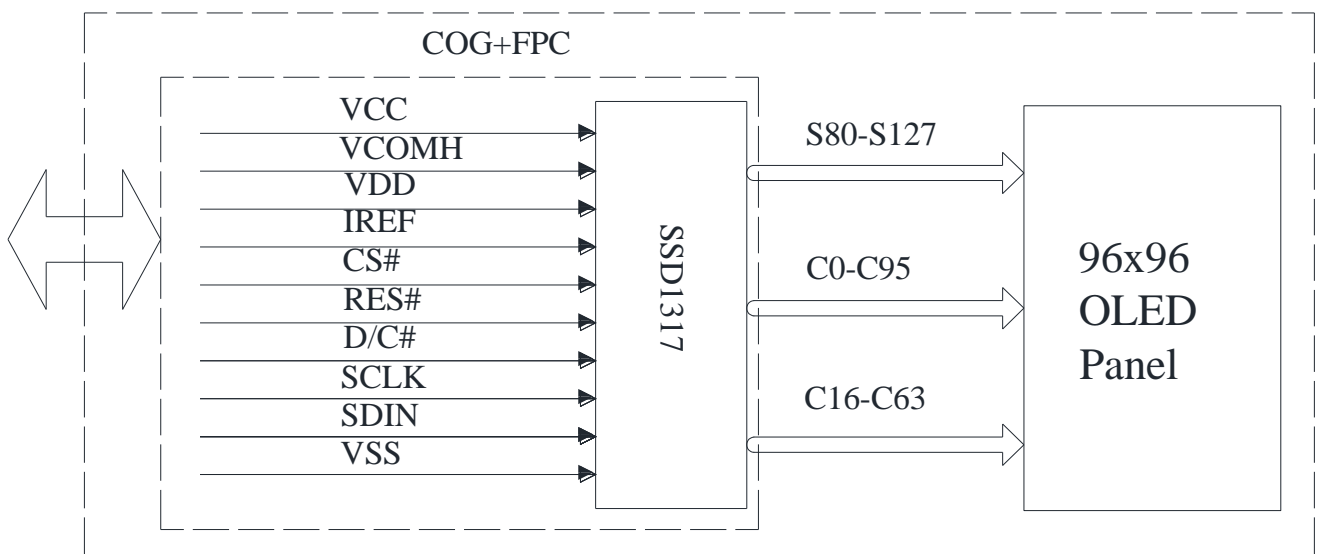 COG+FPC
VCC
VCOMH
VDD
IREF
CS#
RES#
D/C#
SCLK
SDIN
VSS
SSD1317
S80-S127
C0-C95
C16-C63
96x96
OLED
Panel